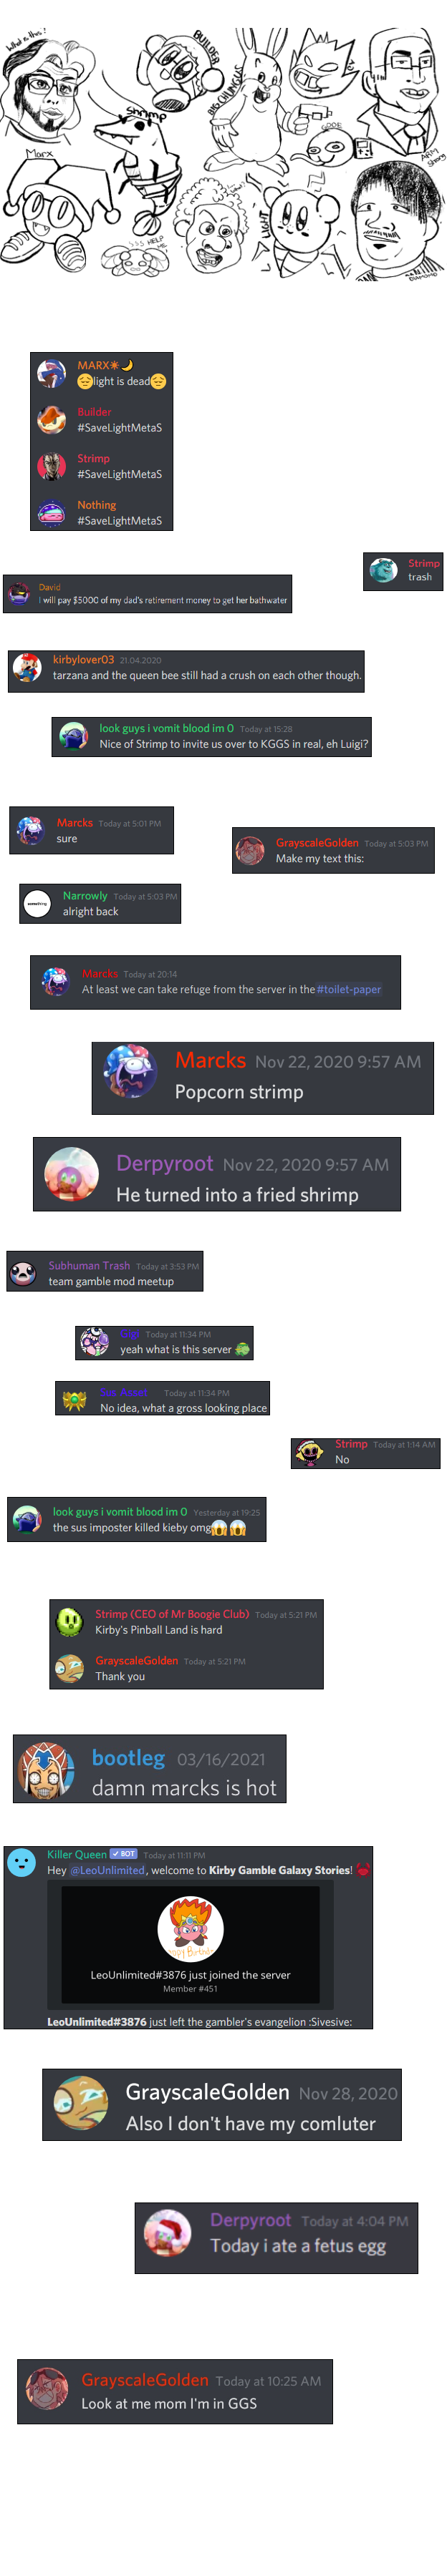 What is this?
BUILDER
BIG CHUNGUS
shrimp
GOOE
Marx
ARM
Strong
SSS HELP
ME
LIGHT
DIAMOND
MARX☀🌙
😔light is dead😔
Builder
#SaveLightMetaS
Strimp
#SaveLightMetaS
Nothing
#SaveLightMetaS
Strimp
trash
David
I will pay $5000 of my dad's retirement money to get her bathwater
kirbylover03 21.04.2020
tarzana and the queen bee still had a crush on each other though.
look guys i vomit blood im 0 Today at 15:28
Nice of Strimp to invite us over to KGGS in real, eh Luigi?
Marcks Today at 5:01 PM
sure
GrayscaleGolden Today at 5:03 PM
Make my text this:
something
Narrowly Today at 5:03 PM
alright back
Marcks Today at 20:14
At least we can take refuge from the server in the #toilet-paper
Marcks Nov 22, 2020 9:57 AM
Popcorn strimp
Derpyroot Nov 22, 2020 9:57 AM
He turned into a fried shrimp
Subhuman Trash Today at 3:53 PM
team gamble mod meetup
Today at 11:34 PM
yeah what is this server
Today at 11:34 PM
No idea, what a gross looking place
Strimp Today at 1:14 AM
No
look guys i vomit blood im 0 Yesterday at 19:25
the sus imposter killed kieby omg😱😱
Strimp (CEO of Mr Boogie Club) Today at 5:21 PM
Kirby's Pinball Land is hard
GrayscaleGolden Today at 5:21 PM
Thank you
bootleg 03/16/2021
damn marcks is hot
Killer Queen ✓ BOT Today at 11:11 PM
Hey @LeoUnlimited, welcome to Kirby Gamble Galaxy Stories! 🦀
Happy Birthday
LeoUnlimited#3876 just joined the server
Member #451
LeoUnlimited#3876 just left the gambler's evangelion :Sivesive:
GrayscaleGolden Nov 28, 2020
Also I don't have my comluter
Derpyroot Today at 4:04 PM
Today i ate a fetus egg
GrayscaleGolden Today at 10:25 AM
Look at me mom I'm in GGS